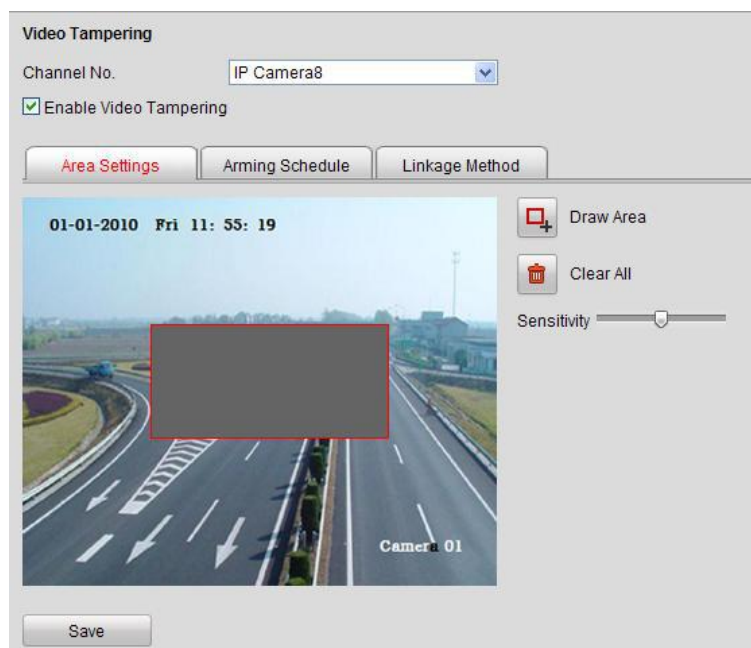 Video Tampering
Channel No. IP Camera8
Enable Video Tampering
Area Settings Arming Schedule Linkage Method
01-01-2010 Fri 11: 55: 19
Draw Area
Clear All
Sensitivity
Camera 01
Save